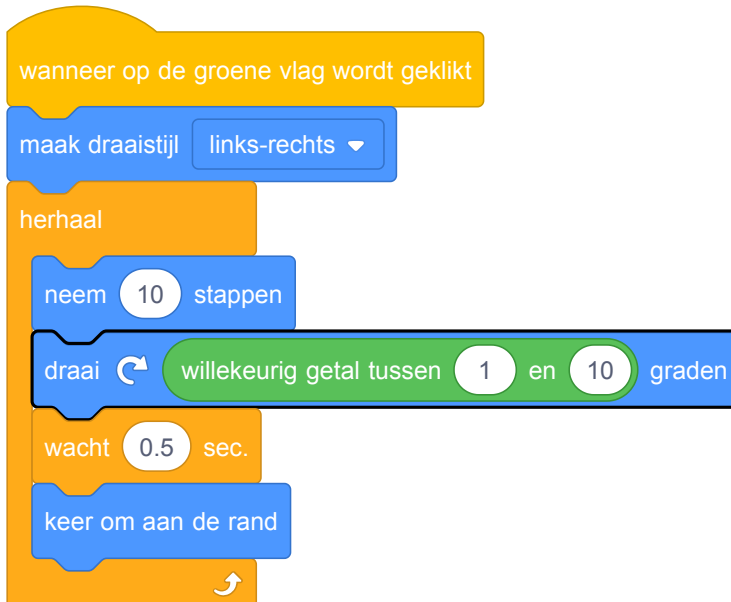 wanneer op de groene vlag wordt geklikt
maak draaistijl links-rechts
herhaal
neem 10 stappen
draai willekeurig getal tussen 1 en 10 graden
wacht 0.5 sec.
keer om aan de rand